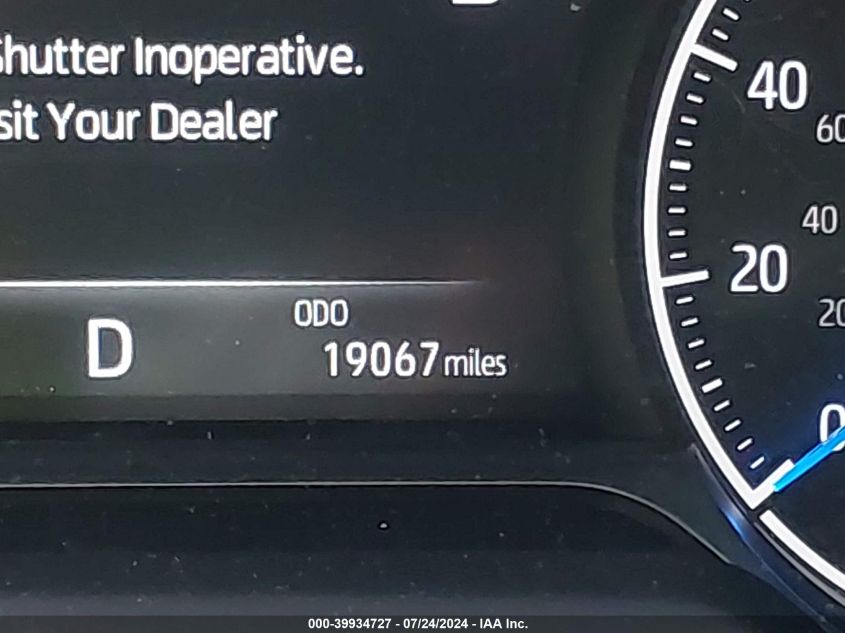 Shutter Inoperative.
sit Your Dealer
D
ODO
19067 miles
40
60
40
20
20
0
000-39934727 - 07/24/2024 - IAA Inc.